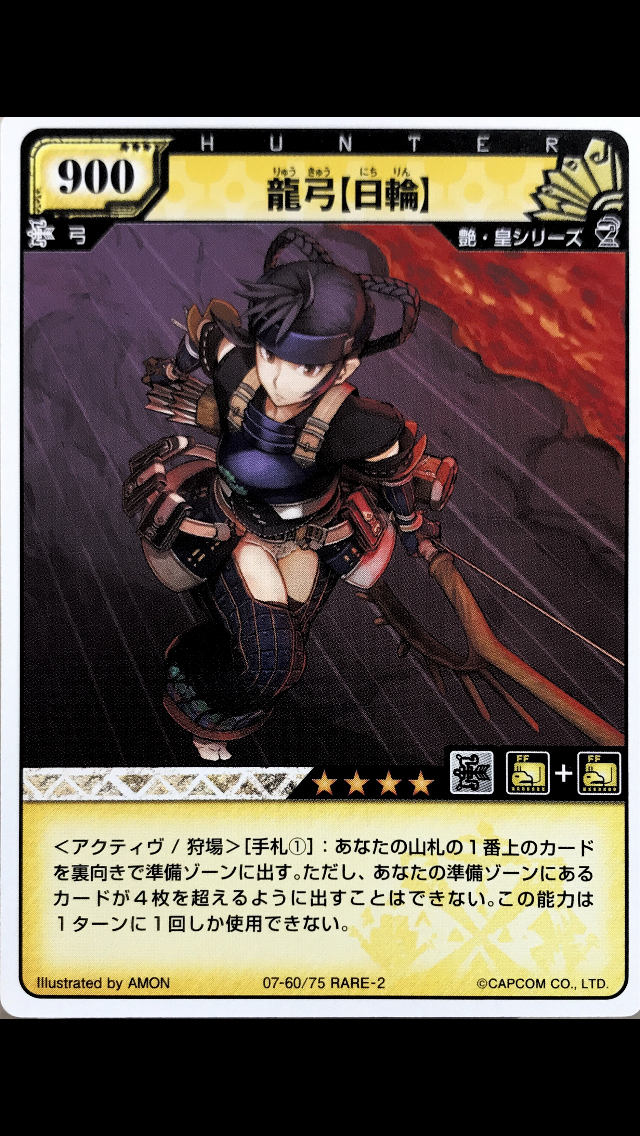 HUNTER
900
りゅう きゅう にち りん
龍弓【日輪】
弓
艶・皇シリーズ
★★★★
FF + FF
<アクティヴ / 狩場>[手札①]：あなたの山札の１番上のカード
を裏向きで準備ゾーンに出す。ただし、あなたの準備ゾーンにある
カードが４枚を超えるように出すことはできない。この能力は
１ターンに１回しか使用できない。
Illustrated by AMON
07-60/75 RARE-2
©CAPCOM CO., LTD.